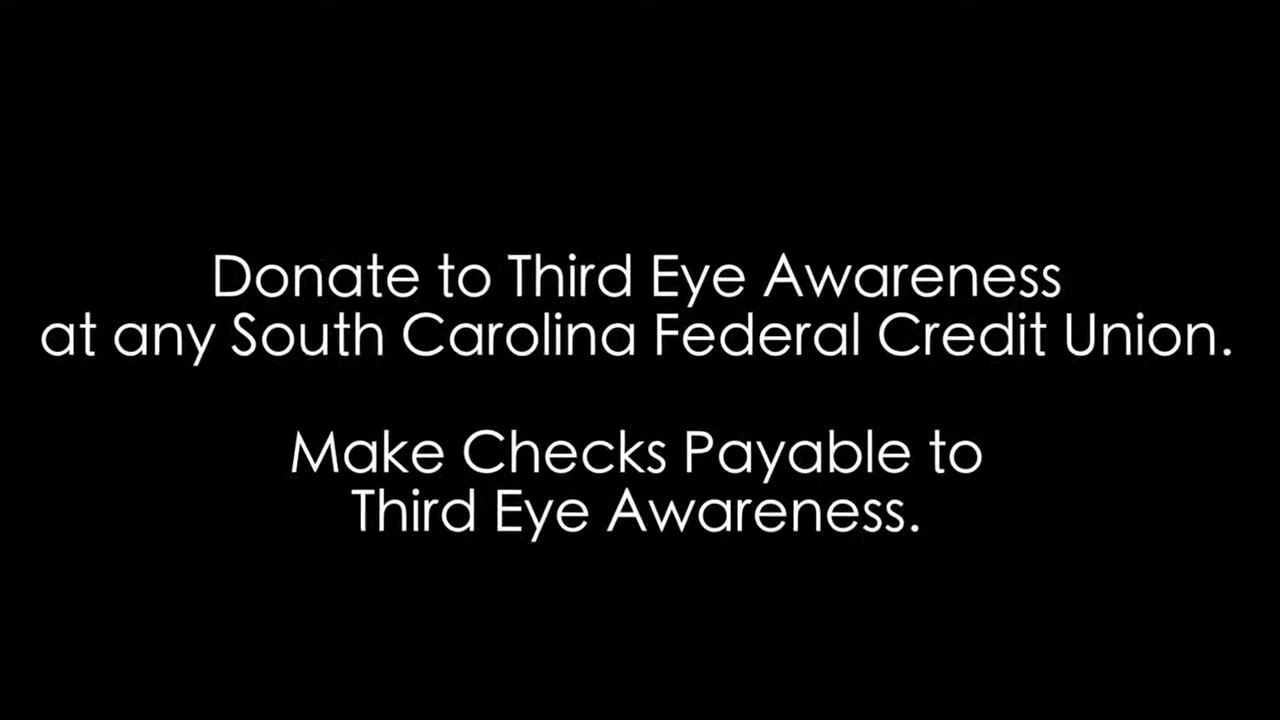 Donate to Third Eye Awareness
at any South Carolina Federal Credit Union.
Make Checks Payable to
Third Eye Awareness.